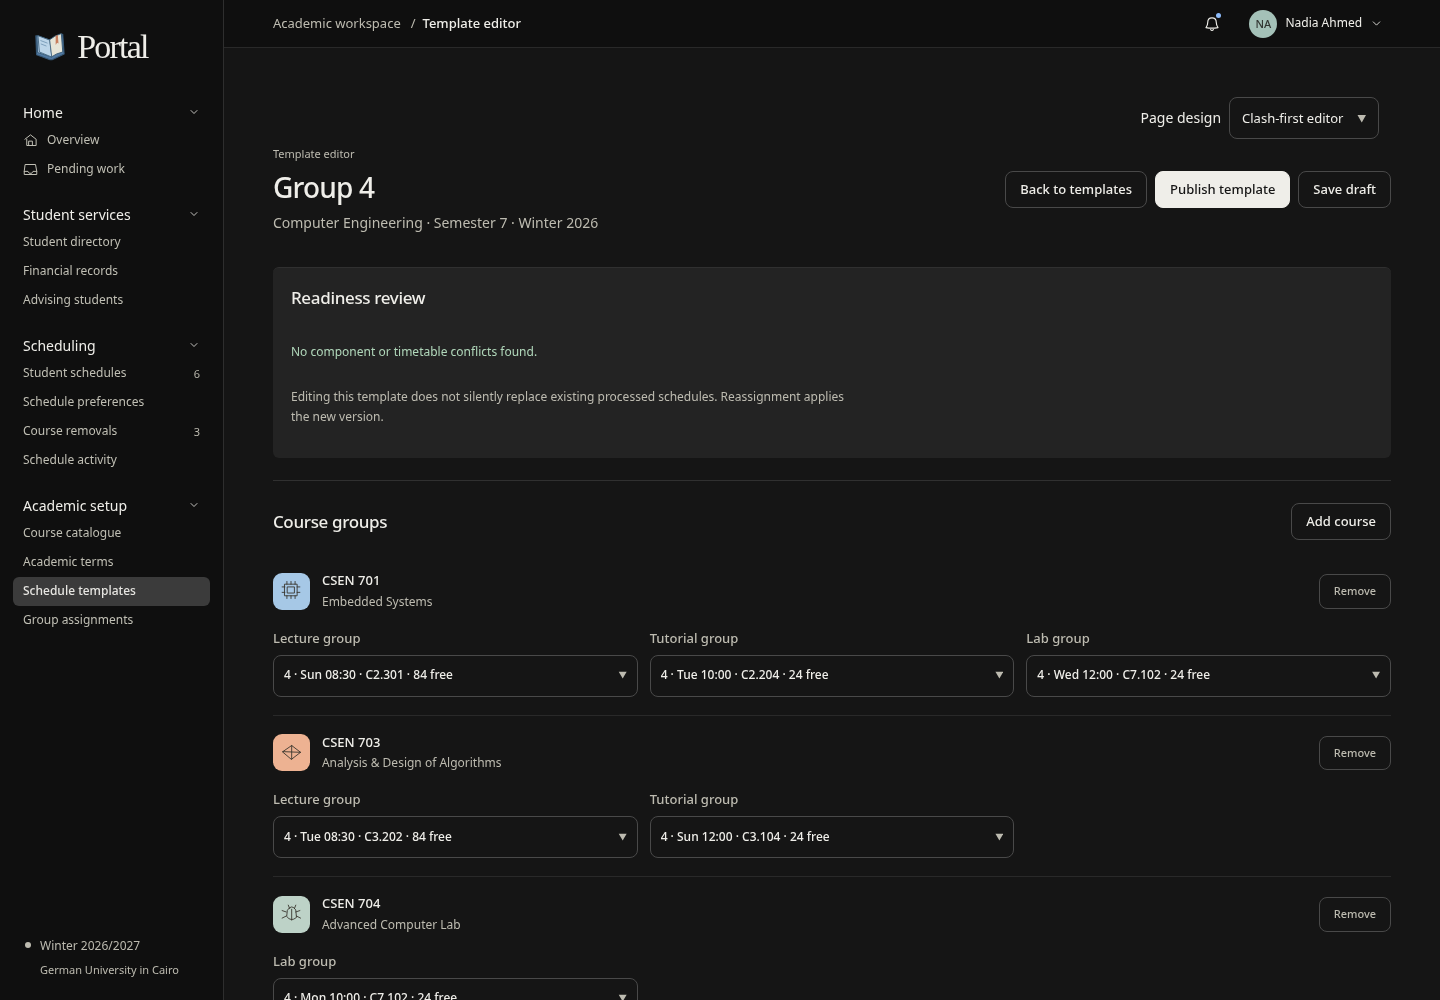 Portal
Home
Overview
Pending work
Student services
Student directory
Financial records
Advising students
Scheduling
Student schedules 6
Schedule preferences
Course removals 3
Schedule activity
Academic setup
Course catalogue
Academic terms
Schedule templates
Group assignments
Winter 2026/2027
German University in Cairo
Academic workspace / Template editor
NA Nadia Ahmed
Page design Clash-first editor
Template editor
Group 4
Computer Engineering · Semester 7 · Winter 2026
Back to templates Publish template Save draft
Readiness review
No component or timetable conflicts found.
Editing this template does not silently replace existing processed schedules. Reassignment applies
the new version.
Course groups
Add course
CSEN 701
Embedded Systems
Remove
Lecture group Tutorial group Lab group
4 · Sun 08:30 · C2.301 · 84 free 4 · Tue 10:00 · C2.204 · 24 free 4 · Wed 12:00 · C7.102 · 24 free
CSEN 703
Analysis & Design of Algorithms
Remove
Lecture group Tutorial group
4 · Tue 08:30 · C3.202 · 84 free 4 · Sun 12:00 · C3.104 · 24 free
CSEN 704
Advanced Computer Lab
Remove
Lab group
4 · Mon 10:00 · C7.102 · 24 free